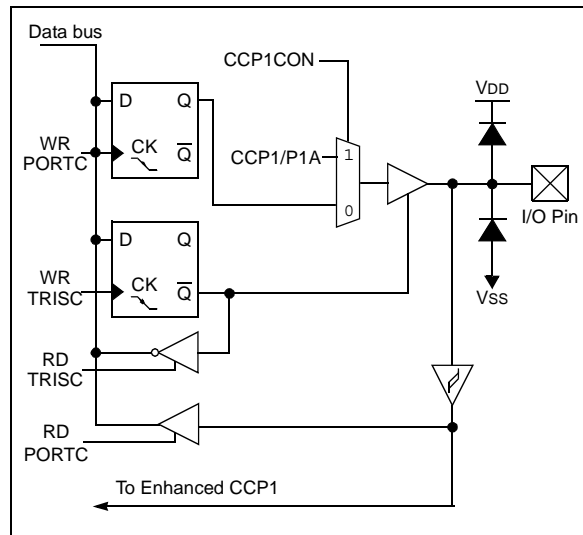 Data bus
CCP1CON
VDD
D Q
WR
PORTC
CK Q
CCP1/P1A
1
0
I/O Pin
D Q
WR
TRISC
CK Q
VSS
RD
TRISC
RD
PORTC
To Enhanced CCP1